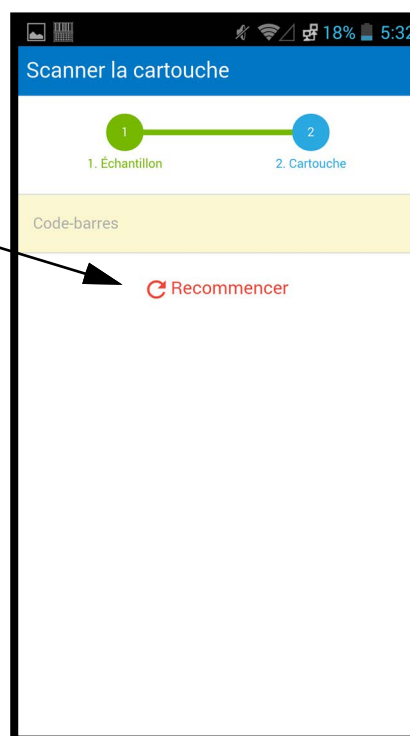 18% 5:32
Scanner la cartouche
1 2
1. Échantillon 2. Cartouche
Code-barres
Recommencer